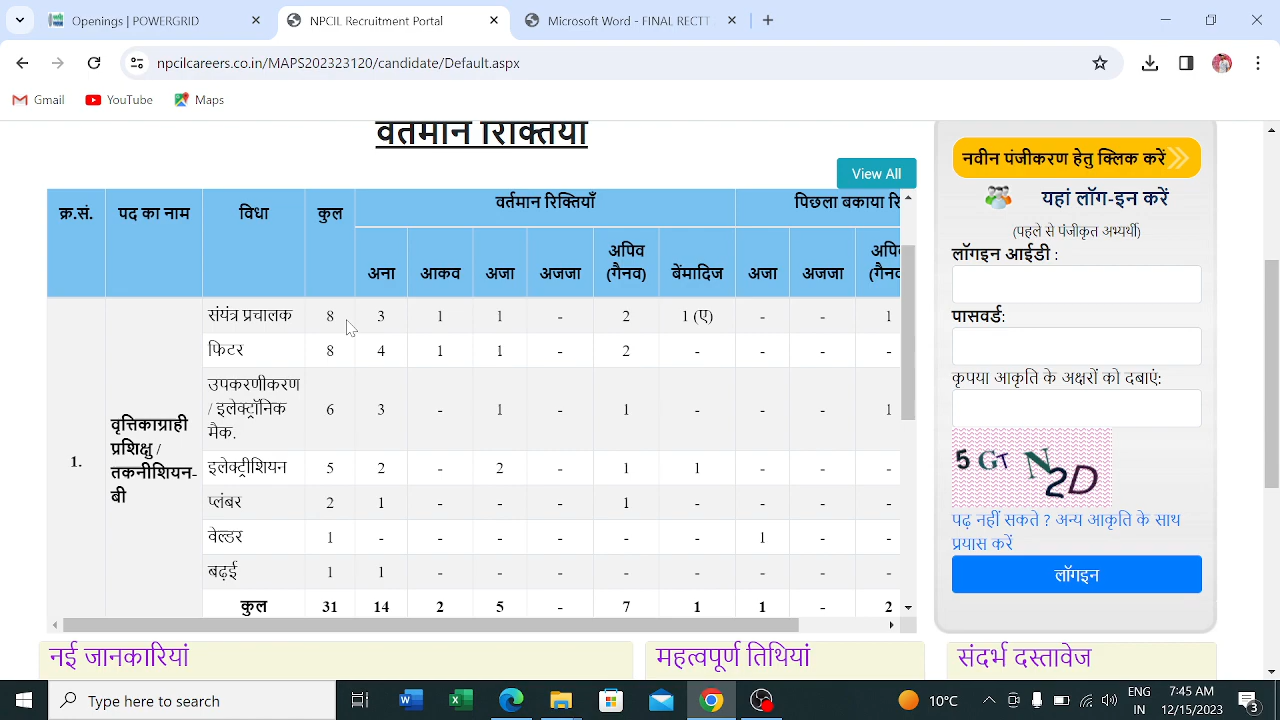 Openings | POWERGRID
NPCIL Recruitment Portal
Microsoft Word - FINAL RECTT
npcilcareers.co.in/MAPS202323120/candidate/Default.aspx
Gmail YouTube Maps
वर्तमान रिक्तियाँ
View All
क्र.सं. पद का नाम विधा कुल वर्तमान रिक्तियाँ पिछला बकाया
अना आकव अजा अजजा अपिव (गैनव) बेंमादिज अजा अजजा अपिव (गैनव)
संयंत्र प्रचालक 8 3 1 1 - 2 1 (ए) - - 1
फिटर 8 4 1 1 - 2 - - - -
उपकरणीकरण / इलेक्ट्रॉनिक मैक. 6 3 - 1 - 1 - - - 1
1. वृत्तिकाग्राही प्रशिक्षु / तकनीशियन-बी
इलेक्ट्रीशियन 5 2 - 2 - 1 1 - - -
प्लंबर 2 1 - - - 1 - - - -
वेल्डर 1 - - - - - - 1 - -
बढ़ई 1 1 - - - - - - - -
कुल 31 14 2 5 - 7 1 1 - 2
नवीन पंजीकरण हेतु क्लिक करें
यहां लॉग-इन करें
(पहले से पंजीकृत अभ्यर्थी)
लॉगइन आईडी :
पासवर्ड:
कृपया आकृति के अक्षरों को दबाएं:
5 GT N2D
पढ़ नहीं सकते ? अन्य आकृति के साथ
प्रयास करें
लॉगइन
नई जानकारियां
महत्वपूर्ण तिथियां
संदर्भ दस्तावेज
Type here to search
10°C
ENG
IN
7:45 AM
12/15/2023
3